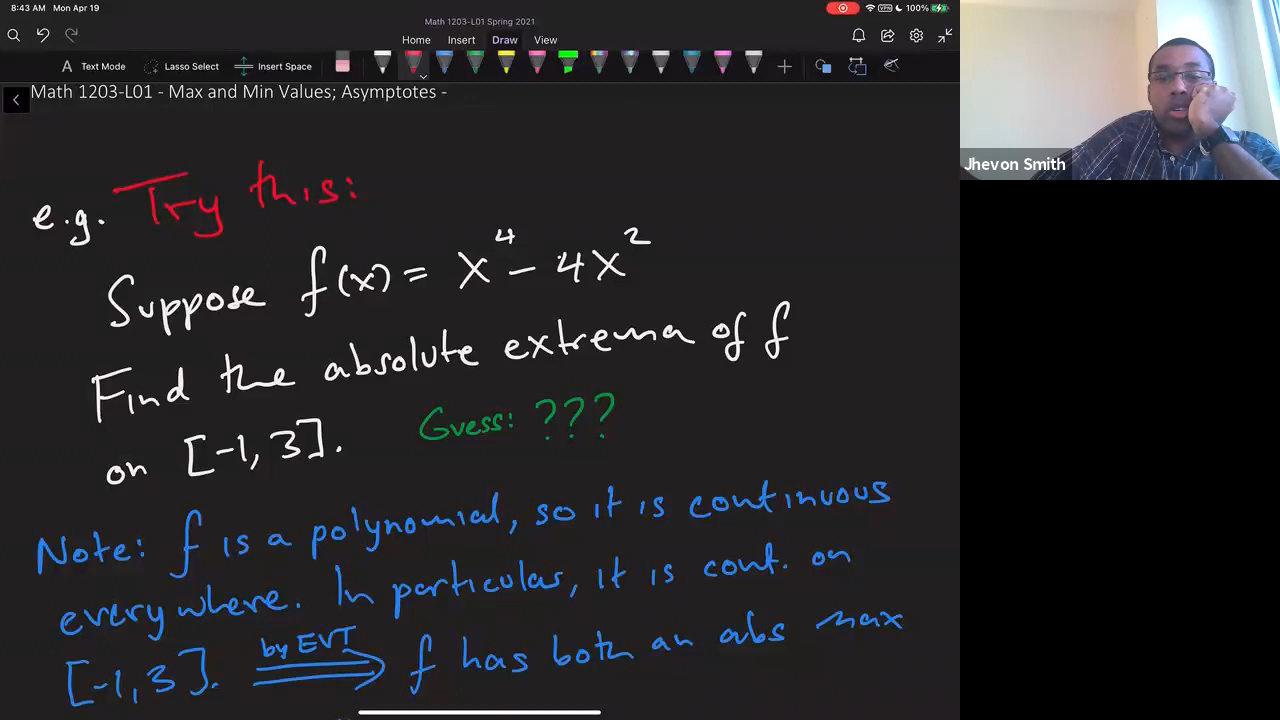 8:43 AM Mon Apr 19
VPN 100%
Math 1203-L01 Spring 2021
Home Insert Draw View
Text Mode Lasso Select Insert Space
Math 1203-L01 - Max and Min Values; Asymptotes -
Jhevon Smith
e.g. Try this:
Suppose f(x) = x⁴ - 4x²
Find the absolute extrema of f
on [-1, 3]. Guess: ???
Note: f is a polynomial, so it is continuous
everywhere. In particular, it is cont. on
[-1, 3]. by EVT ⟹ f has both an abs max